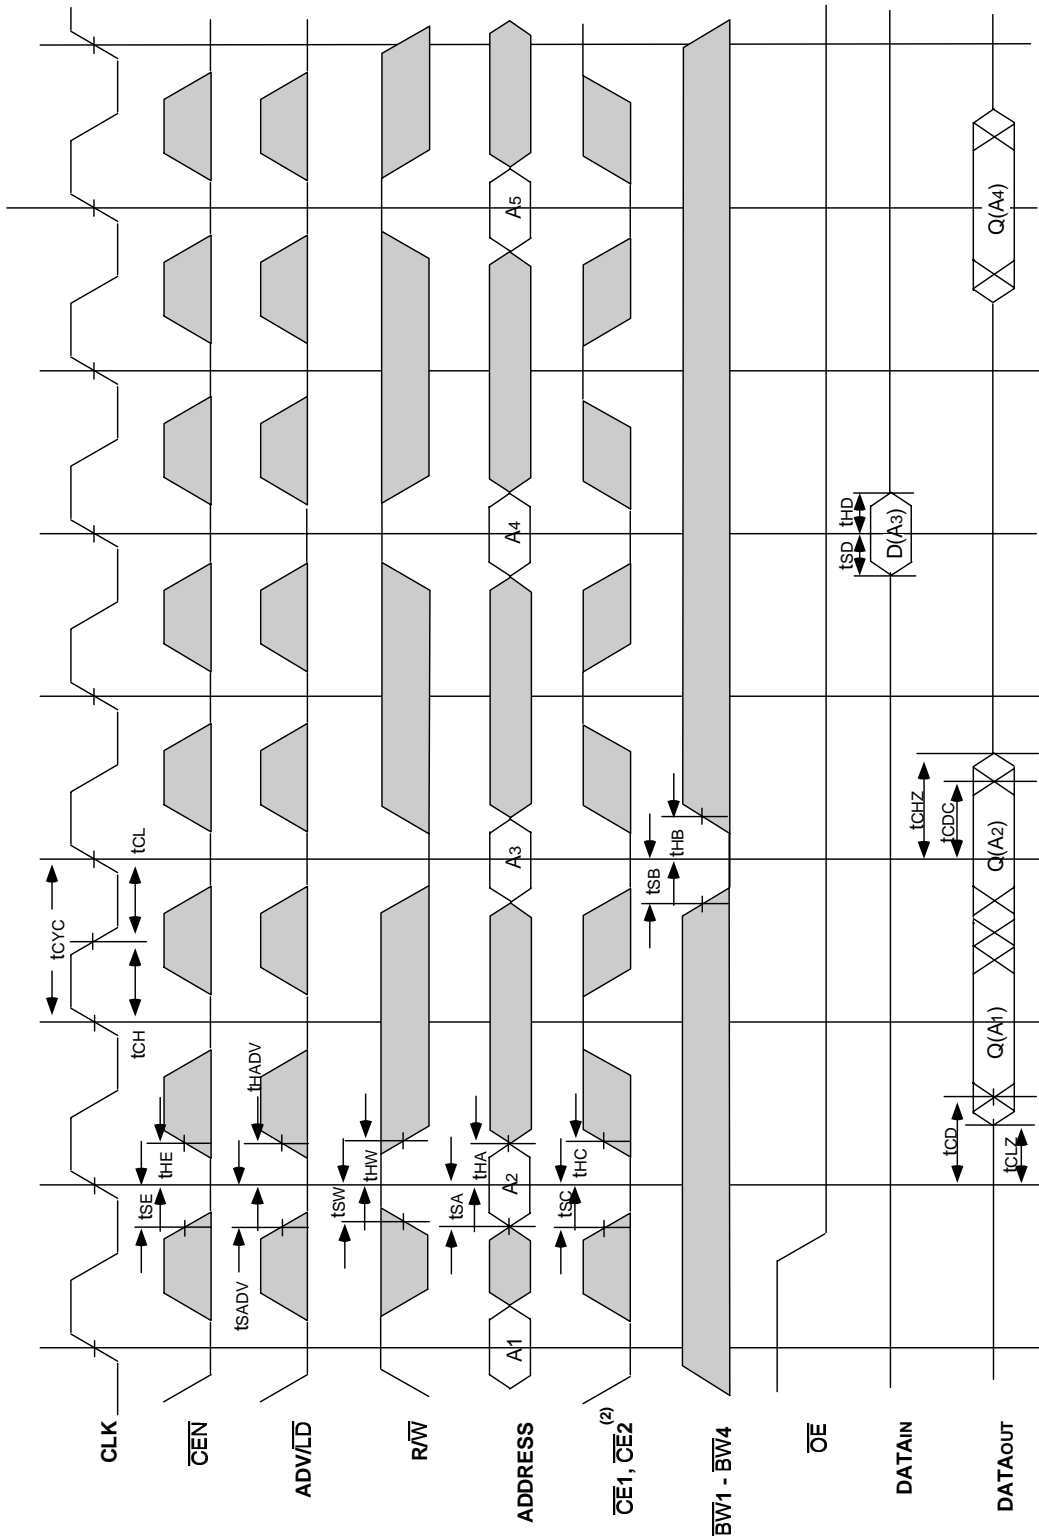 CLK
tCYC
tCH
tCL
CEN
tSE
tHE
ADV/LD
tSADV
tHADV
R/W
tSW
tHW
ADDRESS
A1
A2
A3
A4
A5
tSA
tHA
CE1, CE2 (2)
tSC
tHC
BW1 - BW4
tSB
tHB
OE
DATAIN
tSD
tHD
D(A3)
DATAOUT
tCD
tCLZ
Q(A1)
Q(A2)
tCHZ
tCDC
Q(A4)